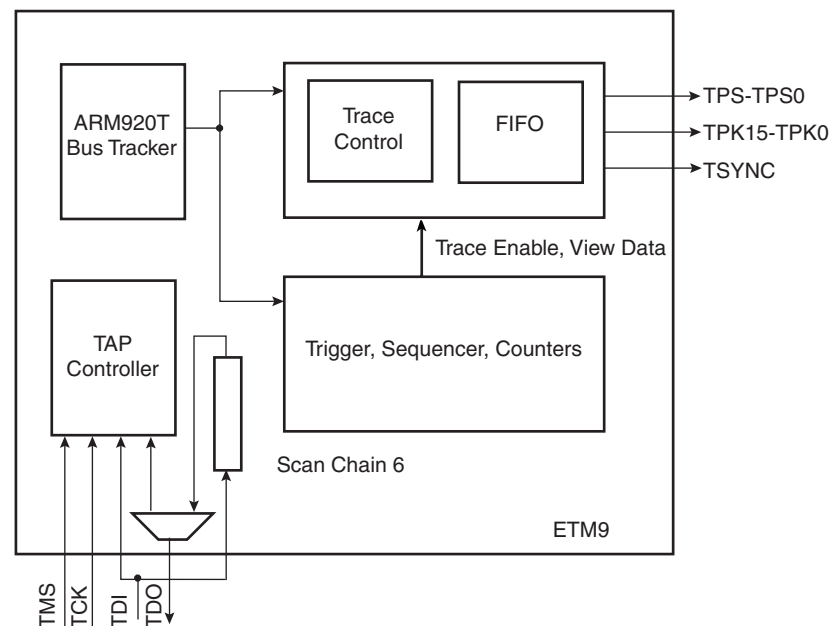 ARM920T
Bus Tracker
Trace
Control
FIFO
TPS-TPS0
TPK15-TPK0
TSYNC
Trace Enable, View Data
TAP
Controller
Trigger, Sequencer, Counters
Scan Chain 6
ETM9
TMS
TCK
TDI
TDO